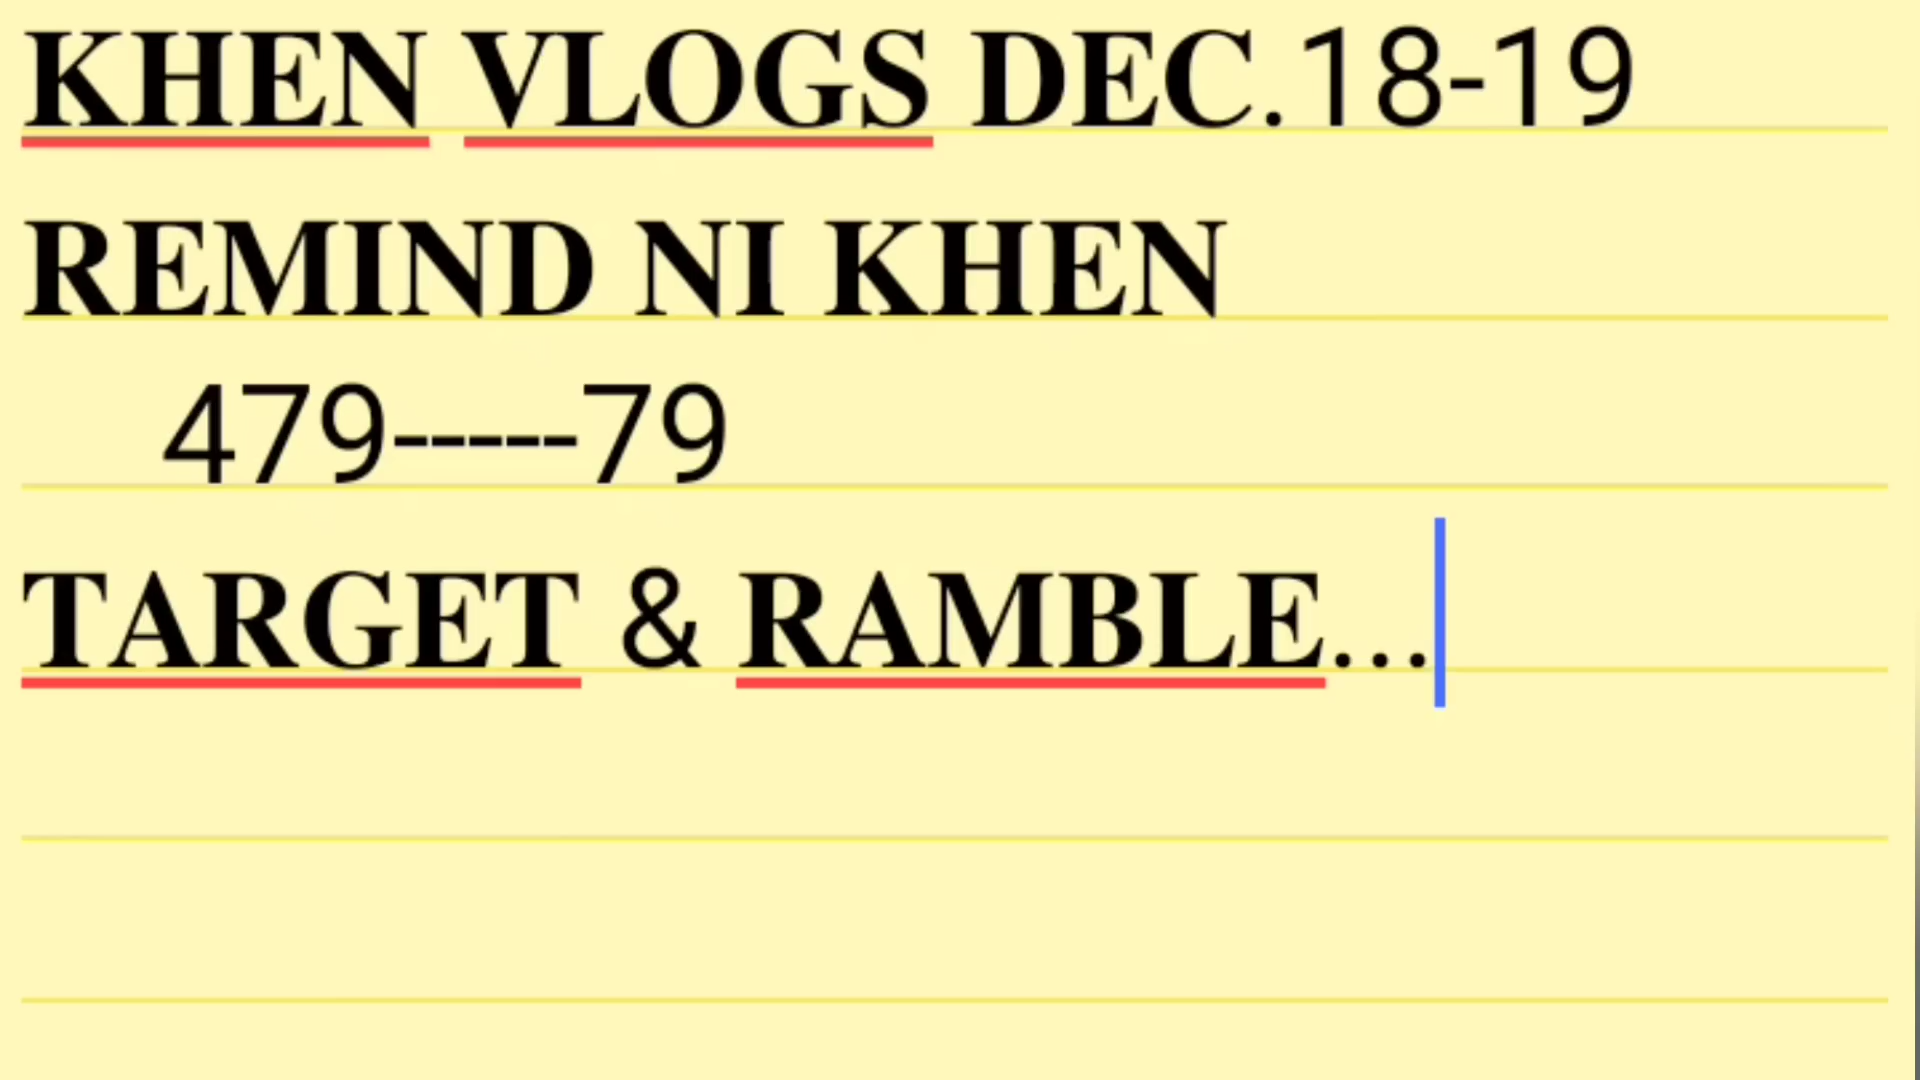 KHEN VLOGS DEC.18-19
REMIND NI KHEN
479-----79
TARGET & RAMBLE...